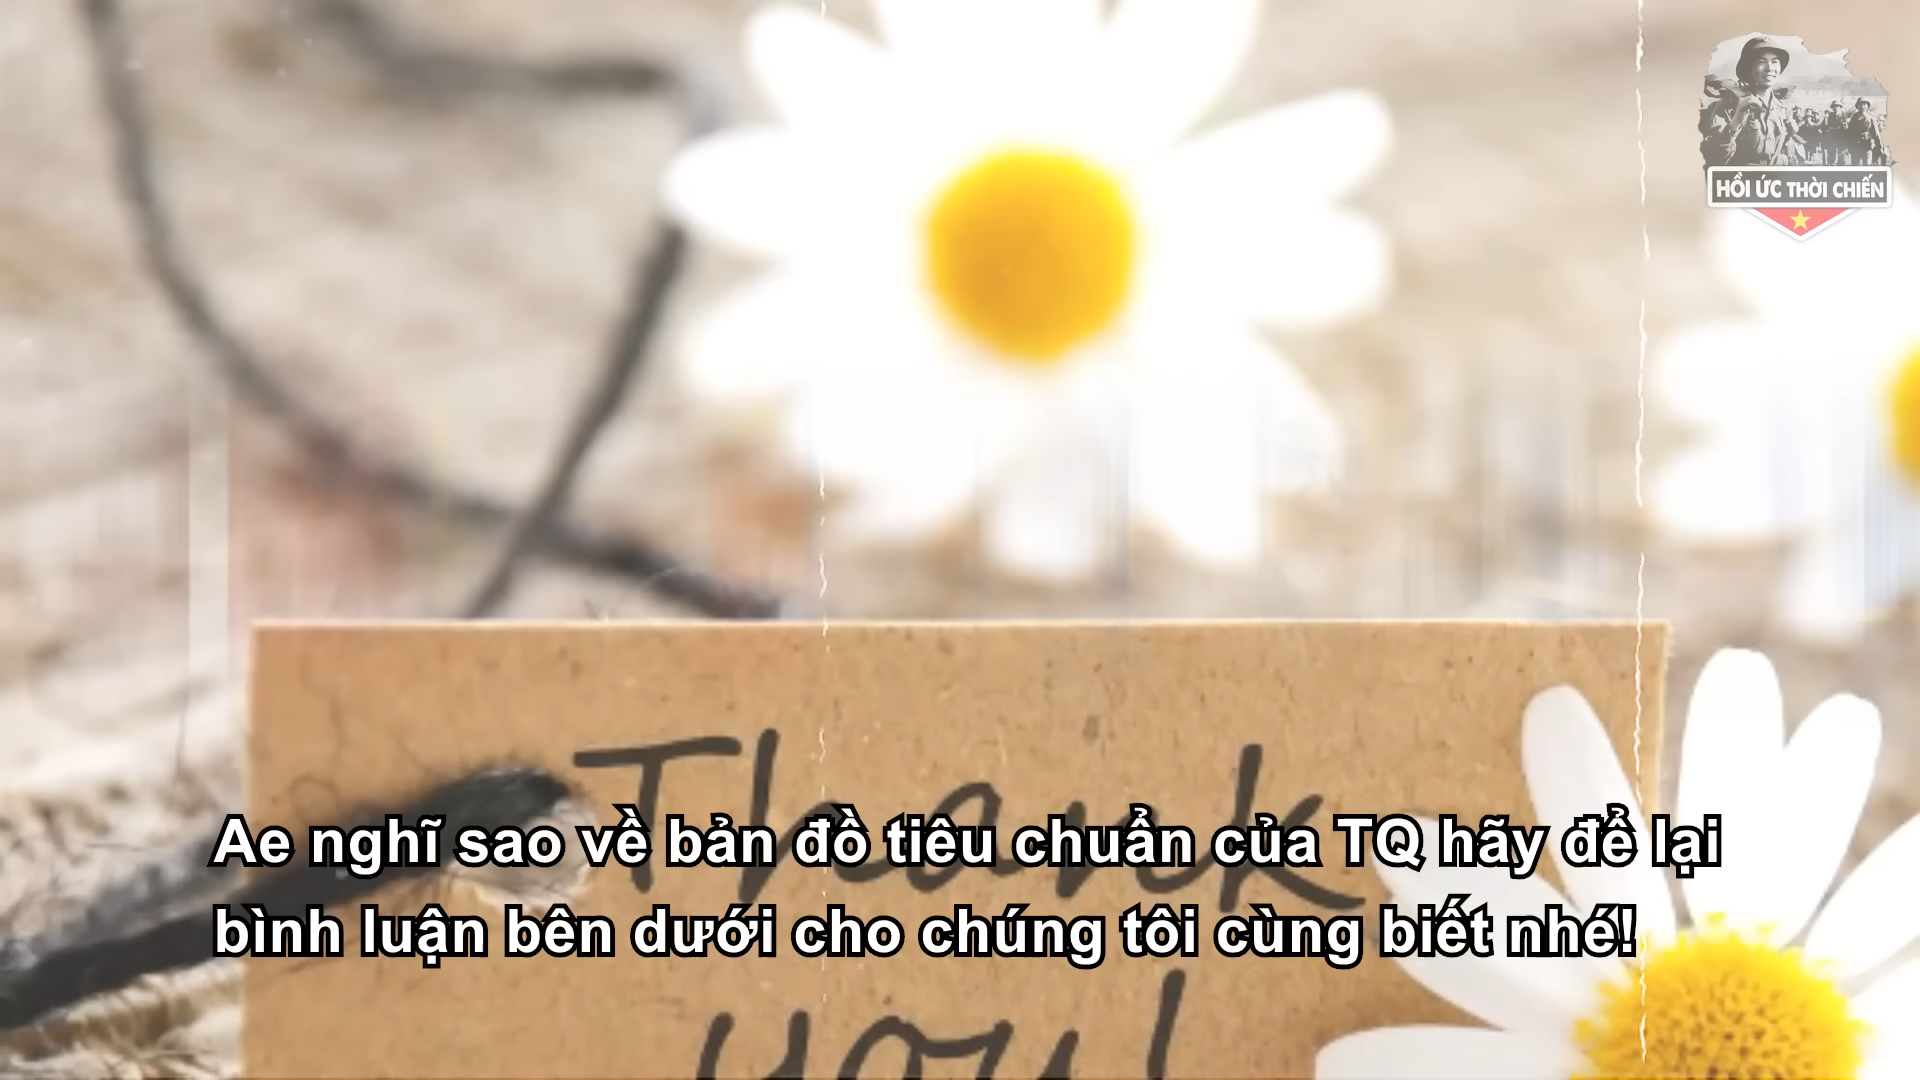 HỒI ỨC THỜI CHIẾN
Thank
Ae nghĩ sao về bản đồ tiêu chuẩn của TQ hãy để lại
bình luận bên dưới cho chúng tôi cùng biết nhé!
you!